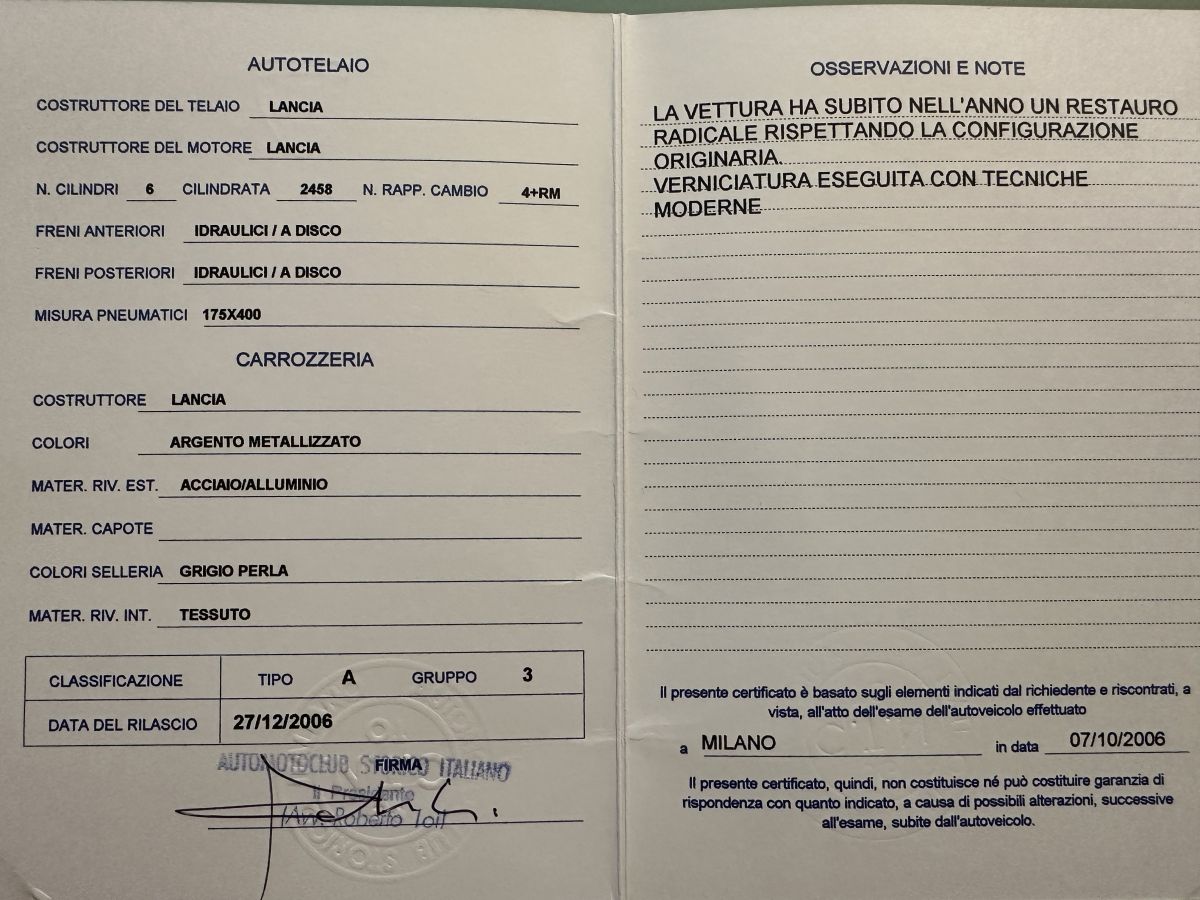 AUTOTELAIO
COSTRUTTORE DEL TELAIO LANCIA
COSTRUTTORE DEL MOTORE LANCIA
N. CILINDRI 6 CILINDRATA 2458 N. RAPP. CAMBIO 4+RM
FRENI ANTERIORI IDRAULICI / A DISCO
FRENI POSTERIORI IDRAULICI / A DISCO
MISURA PNEUMATICI 175X400
CARROZZERIA
COSTRUTTORE LANCIA
COLORI ARGENTO METALLIZZATO
MATER. RIV. EST. ACCIAIO/ALLUMINIO
MATER. CAPOTE
COLORI SELLERIA GRIGIO PERLA
MATER. RIV. INT. TESSUTO
CLASSIFICAZIONE TIPO A GRUPPO 3
DATA DEL RILASCIO 27/12/2006
FIRMA
AUTOMOTOCLUB STORICO ITALIANO
Il Presidente
(Avv. Roberto Loi)
OSSERVAZIONI E NOTE
LA VETTURA HA SUBITO NELL'ANNO UN RESTAURO
RADICALE RISPETTANDO LA CONFIGURAZIONE
ORIGINARIA.
VERNICIATURA ESEGUITA CON TECNICHE
MODERNE
Il presente certificato è basato sugli elementi indicati dal richiedente e riscontrati, a
vista, all'atto dell'esame dell'autoveicolo effettuato
a MILANO in data 07/10/2006
Il presente certificato, quindi, non costituisce né può costituire garanzia di
rispondenza con quanto indicato, a causa di possibili alterazioni, successive
all'esame, subite dall'autoveicolo.